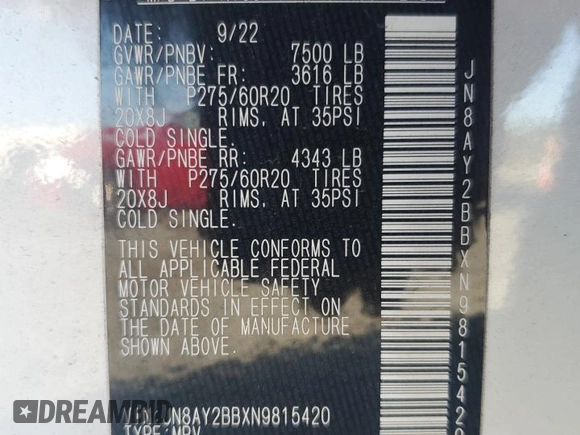 DATE: 9/22
GVWR/PNBV: 7500 LB
GAWR/PNBE FR: 3616 LB
WITH P275/60R20 TIRES
20X8J RIMS, AT 35PSI
COLD SINGLE.
GAWR/PNBE RR: 4343 LB
WITH P275/60R20 TIRES
20X8J RIMS, AT 35PSI
COLD SINGLE.
THIS VEHICLE CONFORMS TO
ALL APPLICABLE FEDERAL
MOTOR VEHICLE SAFETY
STANDARDS IN EFFECT ON
THE DATE OF MANUFACTURE
SHOWN ABOVE.
VIN:JN8AY2BBXN9815420
TYPE:MPV
JN8AY2BBXN9815420
DREAMBID